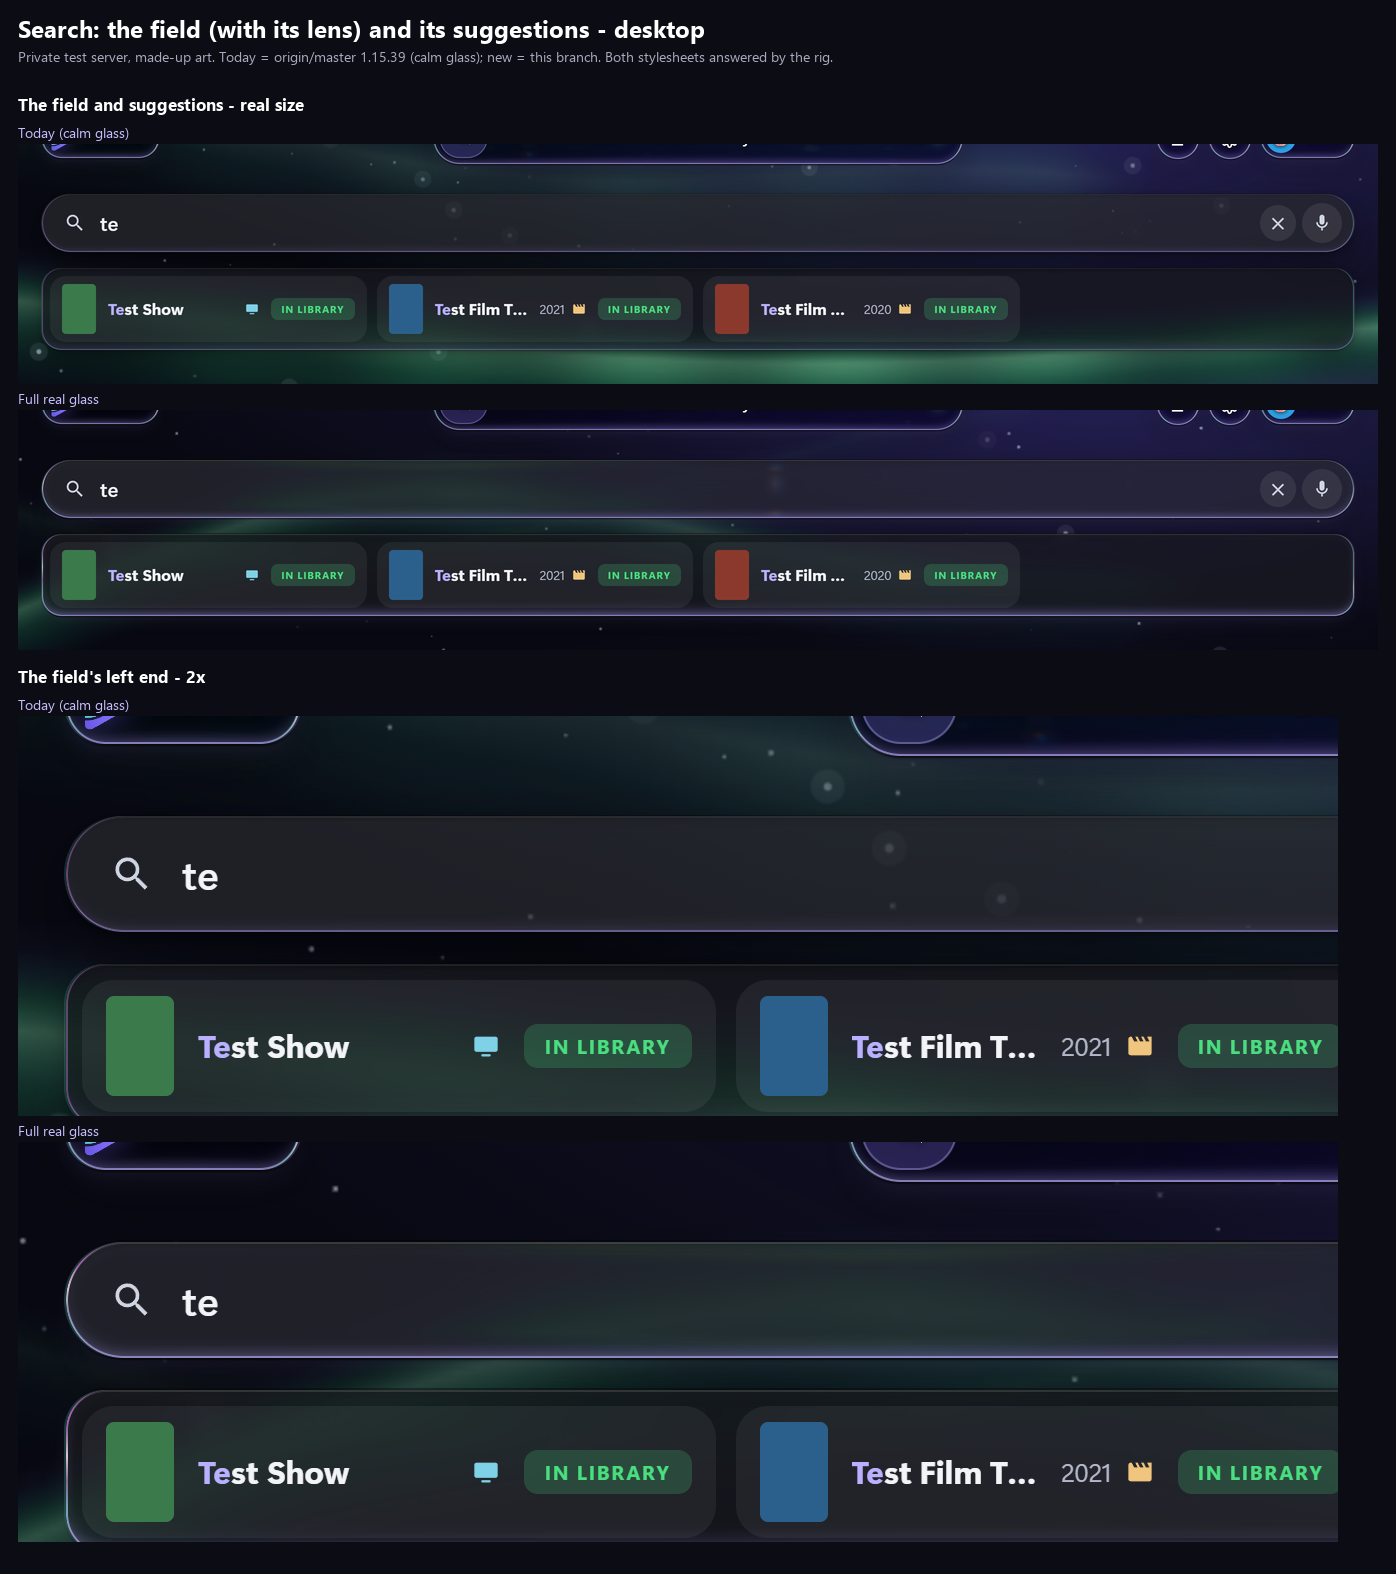 Search: the field (with its lens) and its suggestions - desktop
Private test server, made-up art. Today = origin/master 1.15.39 (calm glass); new = this branch. Both stylesheets answered by the rig.
The field and suggestions - real size
Today (calm glass)
te
Test Show IN LIBRARY Test Film T... 2021 IN LIBRARY Test Film ... 2020 IN LIBRARY
Full real glass
te
Test Show IN LIBRARY Test Film T... 2021 IN LIBRARY Test Film ... 2020 IN LIBRARY
The field's left end - 2x
Today (calm glass)
te
Test Show IN LIBRARY Test Film T... 2021 IN LIBRARY
Full real glass
te
Test Show IN LIBRARY Test Film T... 2021 IN LIBRARY